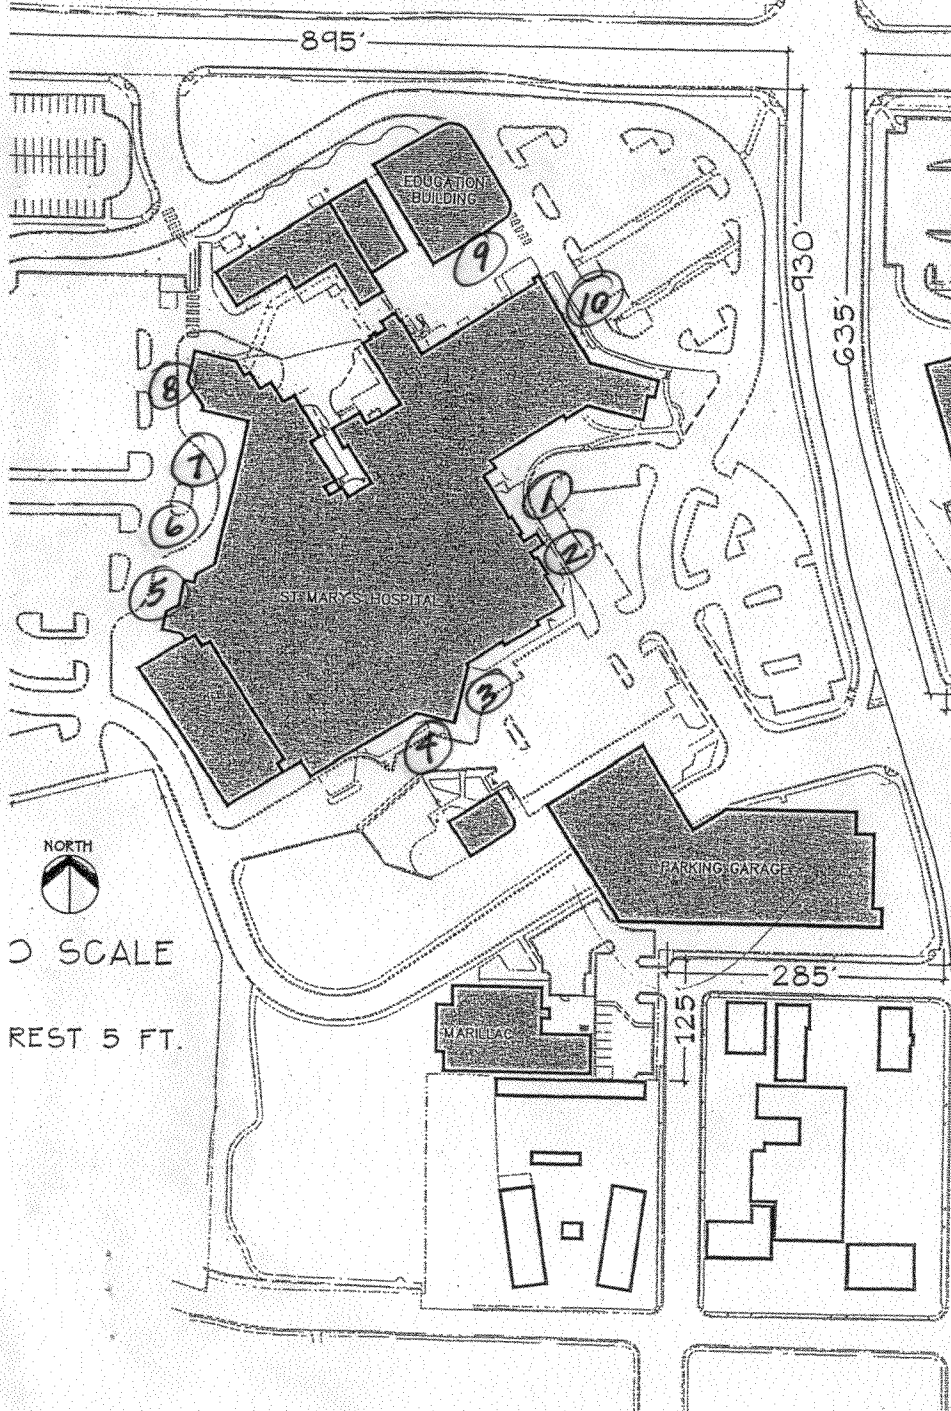 895'
EDUCATION
BUILDING
9
10
930'
635'
8
7
1
6
2
5
ST. MARY'S HOSPITAL
3
4
NORTH
PARKING GARAGE
O SCALE
285'
125'
REST 5 FT.
MARILLAC